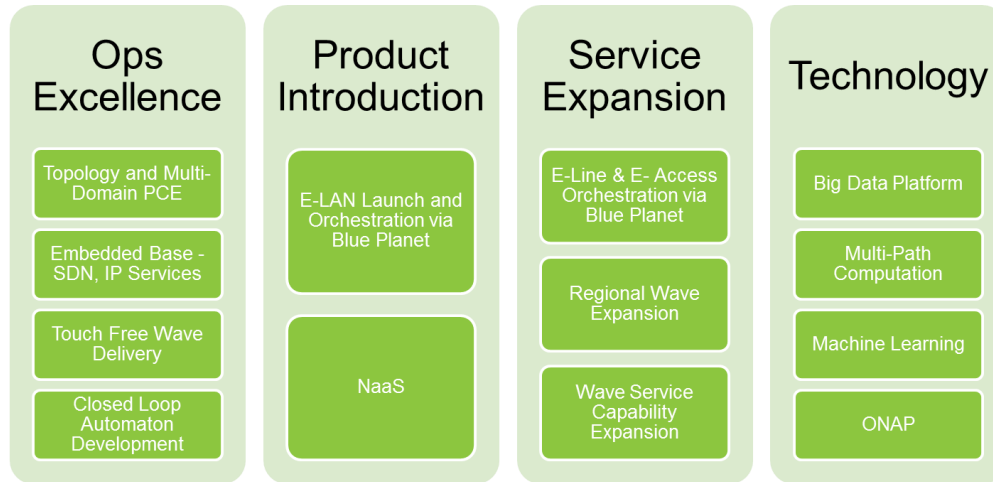 Ops
Excellence
Topology and Multi-
Domain PCE
Embedded Base -
SDN, IP Services
Touch Free Wave
Delivery
Closed Loop
Automaton
Development
Product
Introduction
E-LAN Launch and
Orchestration via
Blue Planet
NaaS
Service
Expansion
E-Line & E- Access
Orchestration via
Blue Planet
Regional Wave
Expansion
Wave Service
Capability
Expansion
Technology
Big Data Platform
Multi-Path
Computation
Machine Learning
ONAP